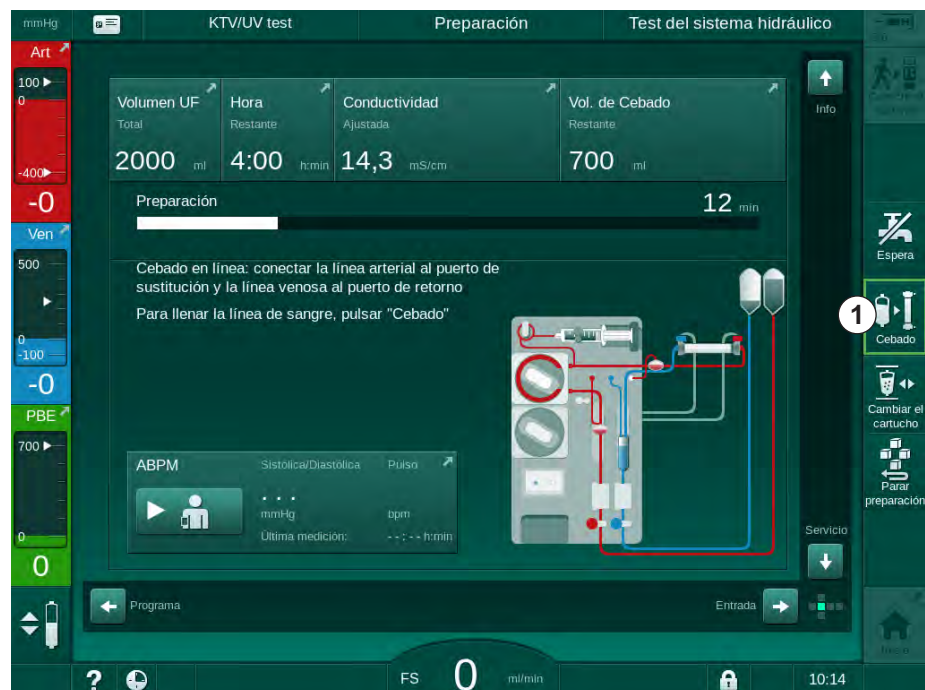 mmHg
KTV/UV test
Preparación
Test del sistema hidráulico
Art
100
0
-400
-0
Ven
500
0
-100
-0
PBE
700
0
0
Volumen UF
Total
2000 ml
Hora
Restante
4:00 h:min
Conductividad
Ajustada
14,3 mS/cm
Vol. de Cebado
Restante
700 ml
Preparación
12 min
Cebado en línea: conectar la línea arterial al puerto de
sustitución y la línea venosa al puerto de retorno
Para llenar la línea de sangre, pulsar "Cebado"
ABPM
Sistólica/Diastólica
Pulso
. . .
mmHg
bpm
Última medición:
--:-- h:min
Info
Servicio
Programa
Entrada
Espera
1
Cebado
Cambiar el
cartucho
Parar
preparación
Inicio
?
FS 0 ml/min
10:14